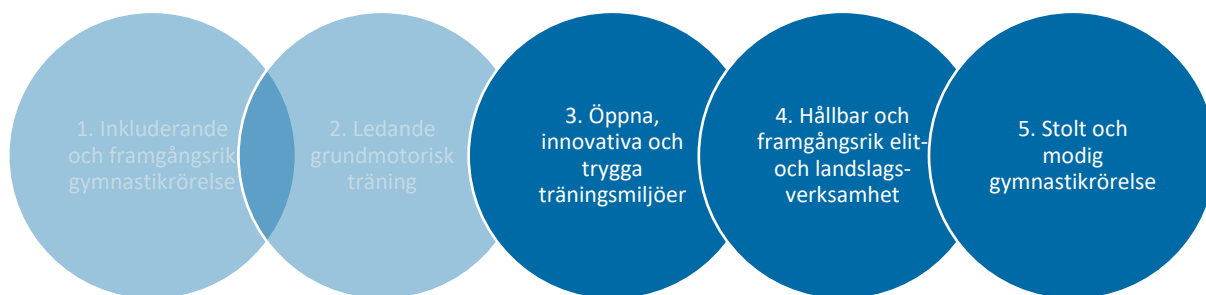 1. Inkluderande
och framgångsrik
gymnastikrörelse
2. Ledande
grundmotorisk
träning
3. Öppna,
innovativa och
trygga
träningsmiljöer
4. Hållbar och
framgångsrik elit-
och landslags-
verksamhet
5. Stolt och
modig
gymnastikrörelse